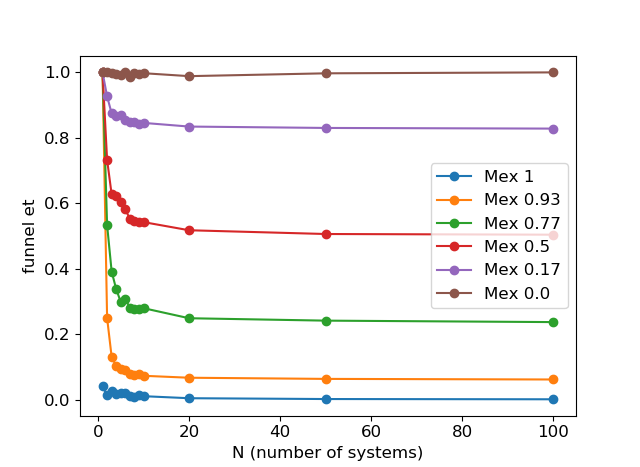 1.0
0.8
0.6
0.4
0.2
0.0
funnel et
Mex 1
Mex 0.93
Mex 0.77
Mex 0.5
Mex 0.17
Mex 0.0
0 20 40 60 80 100
N (number of systems)